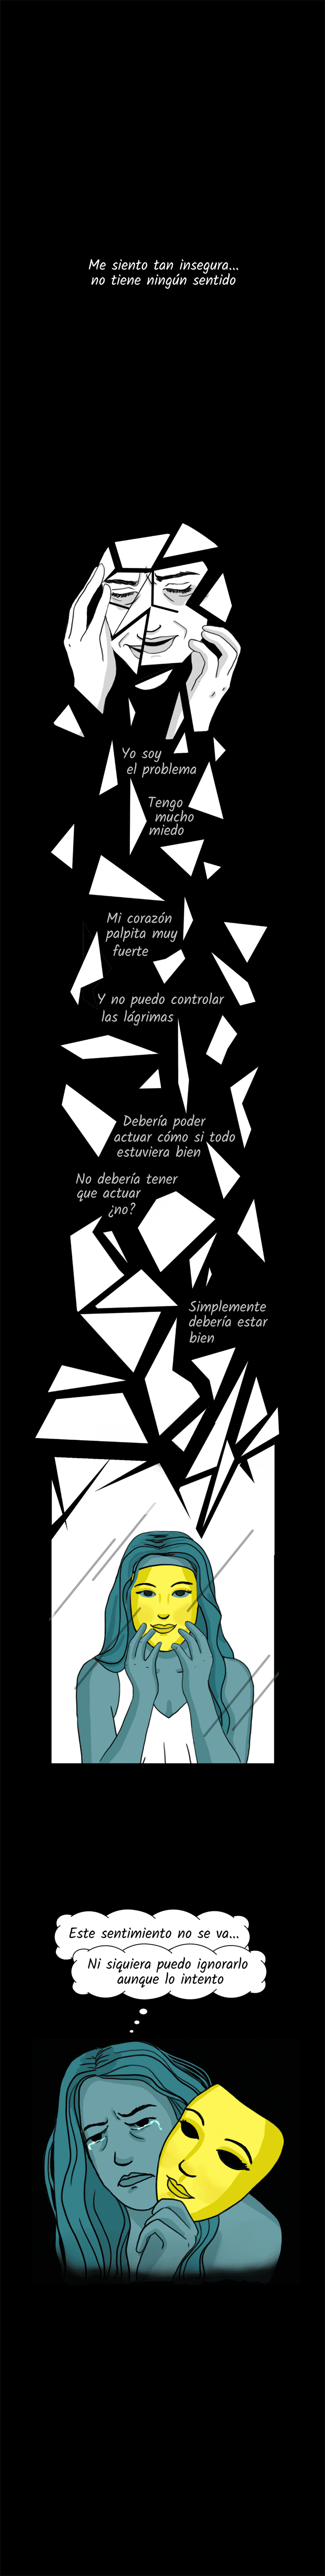 Me siento tan insegura...
no tiene ningún sentido
Yo soy
el problema
Tengo
mucho
miedo
Mi corazón
palpita muy
fuerte
Y no puedo controlar
las lágrimas
Debería poder
actuar cómo si todo
estuviera bien
No debería tener
que actuar
¿no?
Simplemente
debería estar
bien
Este sentimiento no se va...
Ni siquiera puedo ignorarlo
aunque lo intento